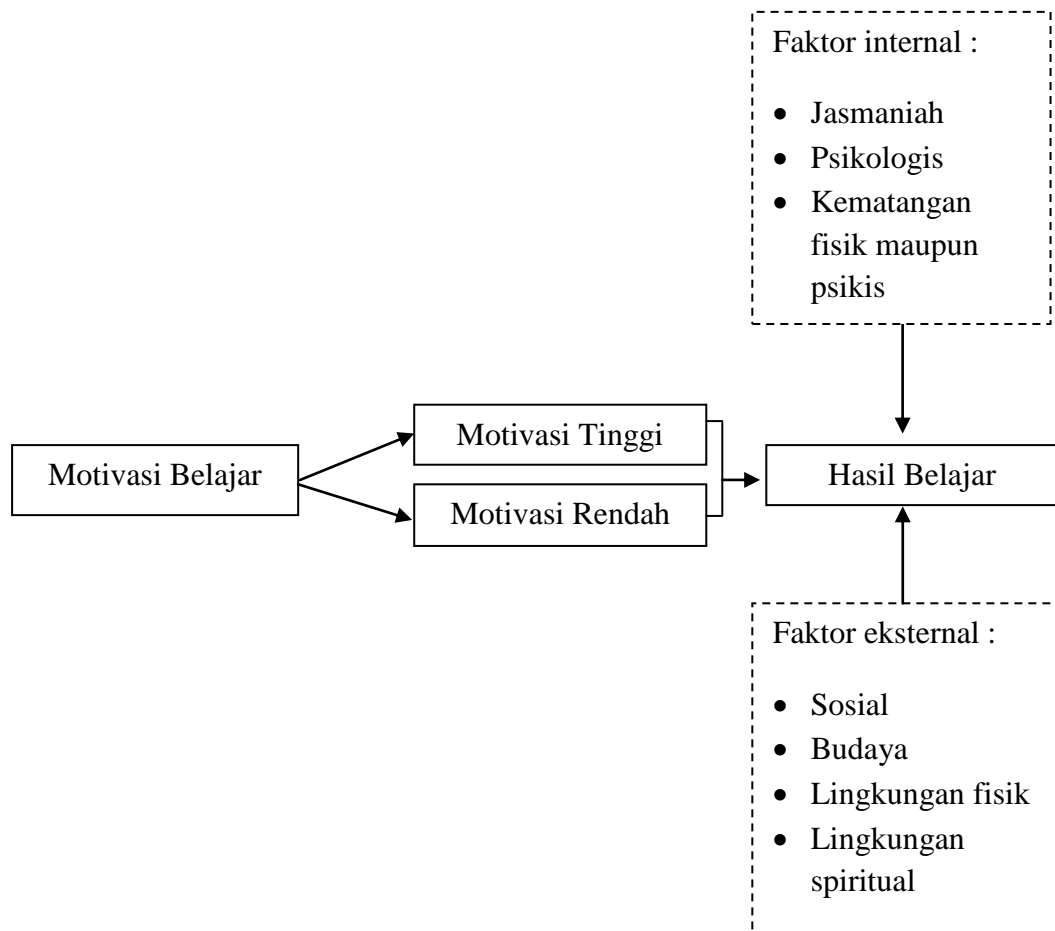 Faktor internal :
• Jasmaniah
• Psikologis
• Kematangan
fisik maupun
psikis
Motivasi Tinggi
Motivasi Belajar
Hasil Belajar
Motivasi Rendah
Faktor eksternal :
• Sosial
• Budaya
• Lingkungan fisik
• Lingkungan
spiritual